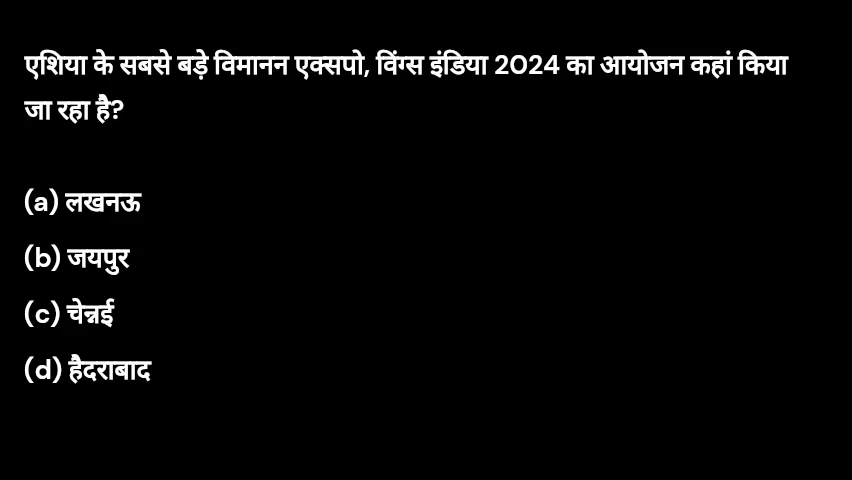 एशिया के सबसे बड़े विमानन एक्सपो, विंग्स इंडिया 2024 का आयोजन कहां किया
जा रहा है?
(a) लखनऊ
(b) जयपुर
(c) चेन्नई
(d) हैदराबाद